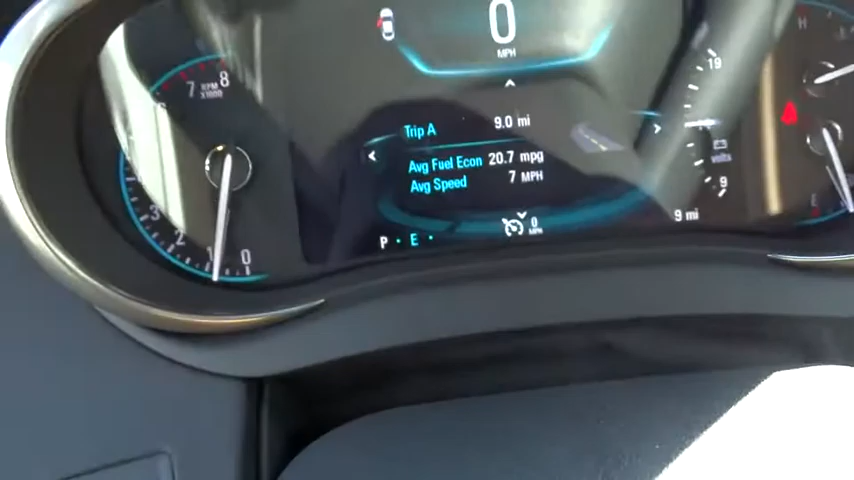 0
MPH
8
7 RPM
X1000
3
2
1
0
Trip A 9.0 mi
Avg Fuel Econ 20.7 mpg
Avg Speed 7 MPH
P · E ·
0
MPH
9 mi
19
volts
9
H
E